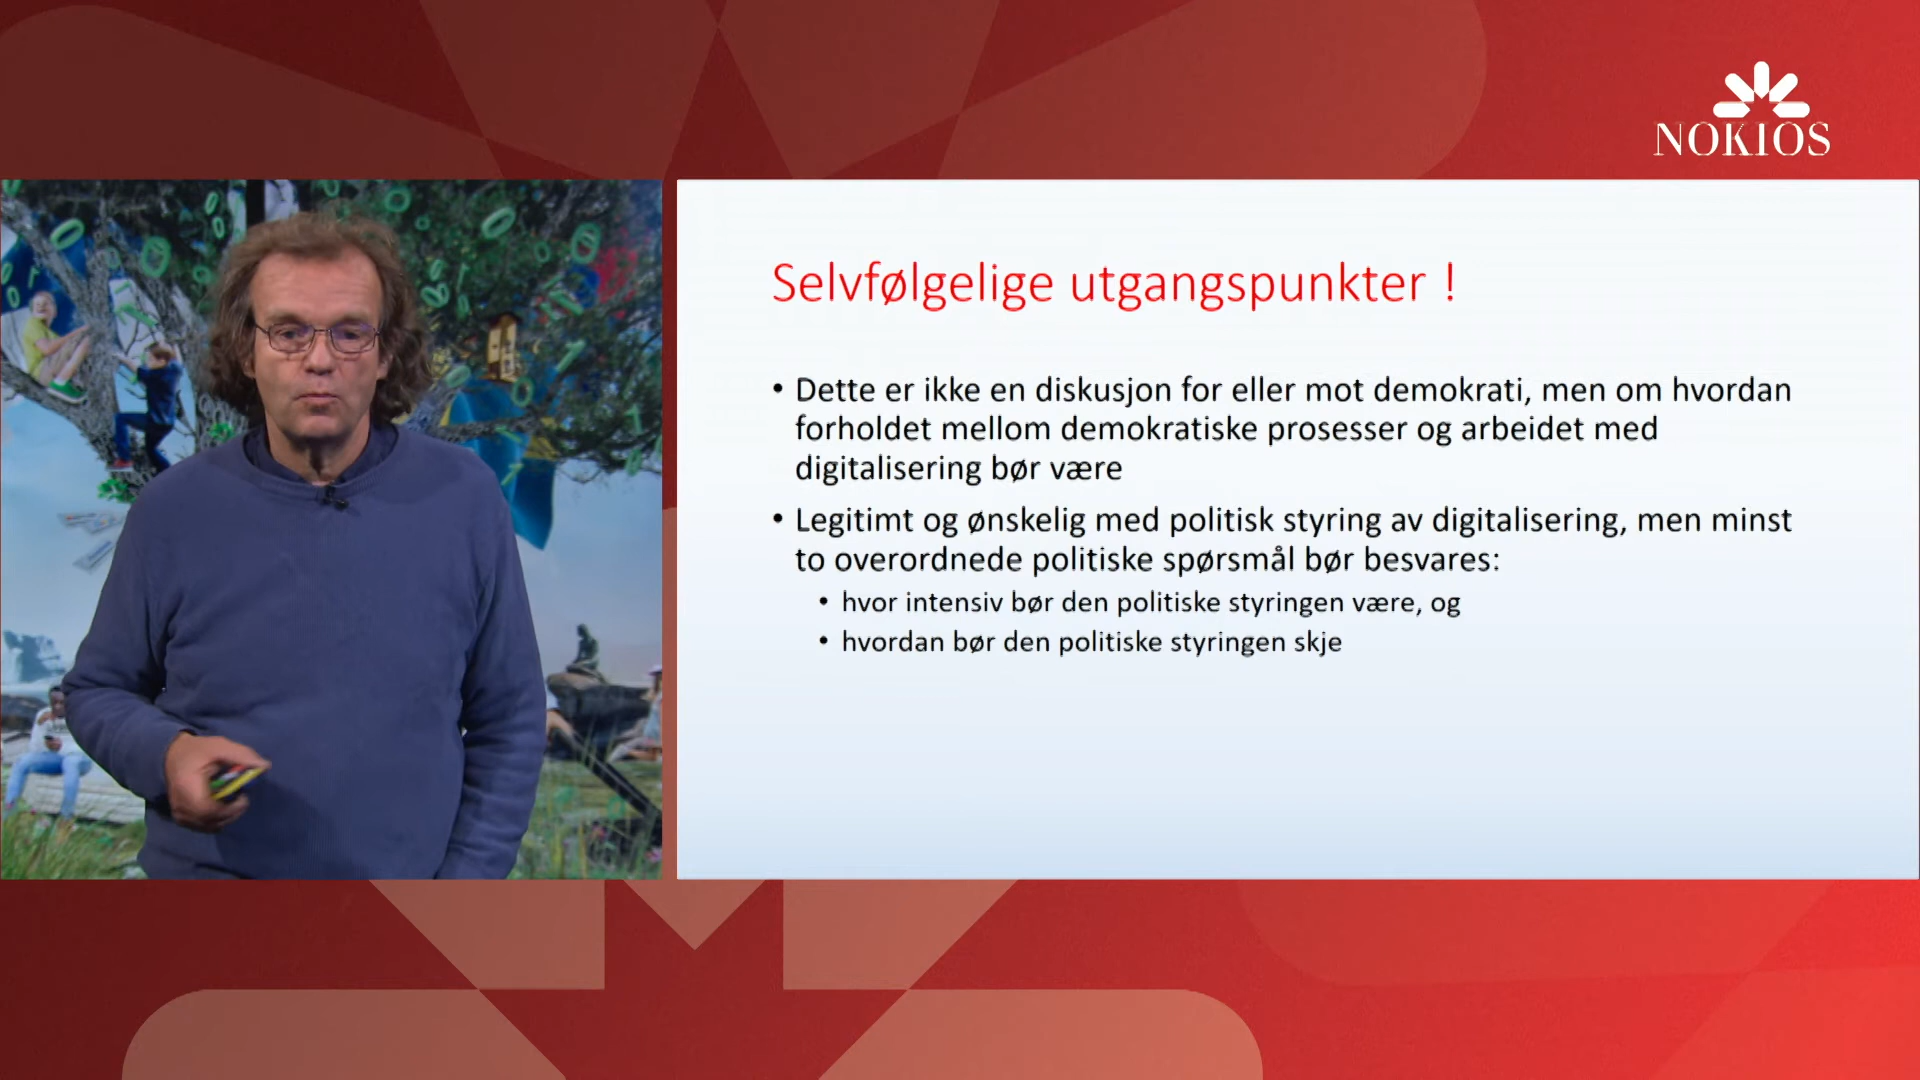 NOKIOS
Selvfølgelige utgangspunkter !
• Dette er ikke en diskusjon for eller mot demokrati, men om hvordan
forholdet mellom demokratiske prosesser og arbeidet med
digitalisering bør være
• Legitimt og ønskelig med politisk styring av digitalisering, men minst
to overordnede politiske spørsmål bør besvares:
• hvor intensiv bør den politiske styringen være, og
• hvordan bør den politiske styringen skje